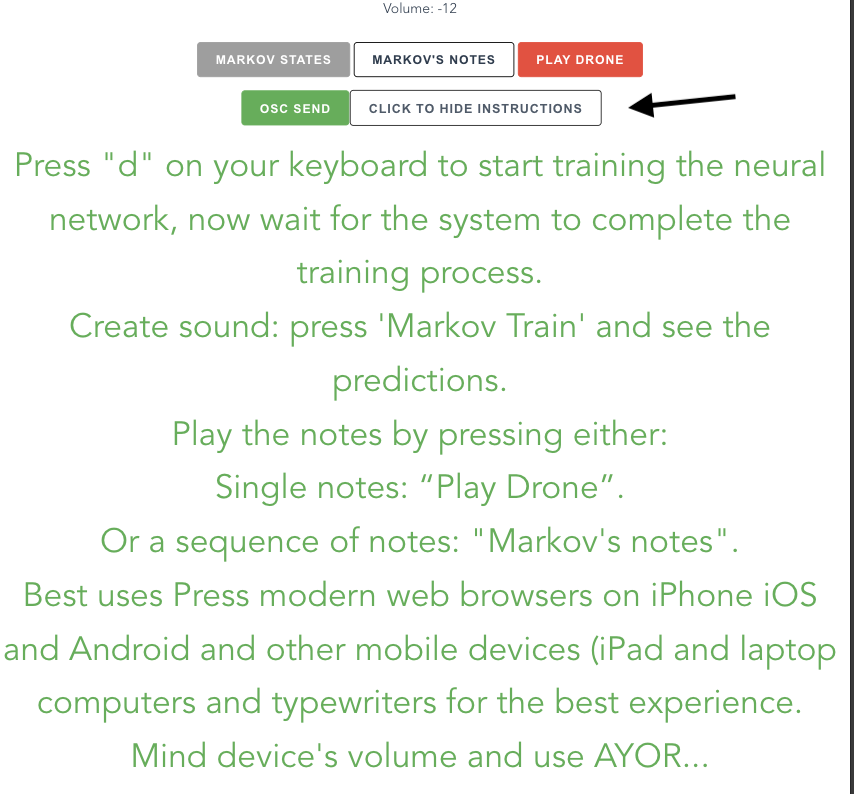 Volume: -12
MARKOV STATES MARKOV'S NOTES PLAY DRONE
OSC SEND CLICK TO HIDE INSTRUCTIONS
Press "d" on your keyboard to start training the neural
network, now wait for the system to complete the
training process.
Create sound: press 'Markov Train' and see the
predictions.
Play the notes by pressing either:
Single notes: “Play Drone”.
Or a sequence of notes: "Markov's notes".
Best uses Press modern web browsers on iPhone iOS
and Android and other mobile devices (iPad and laptop
computers and typewriters for the best experience.
Mind device's volume and use AYOR...